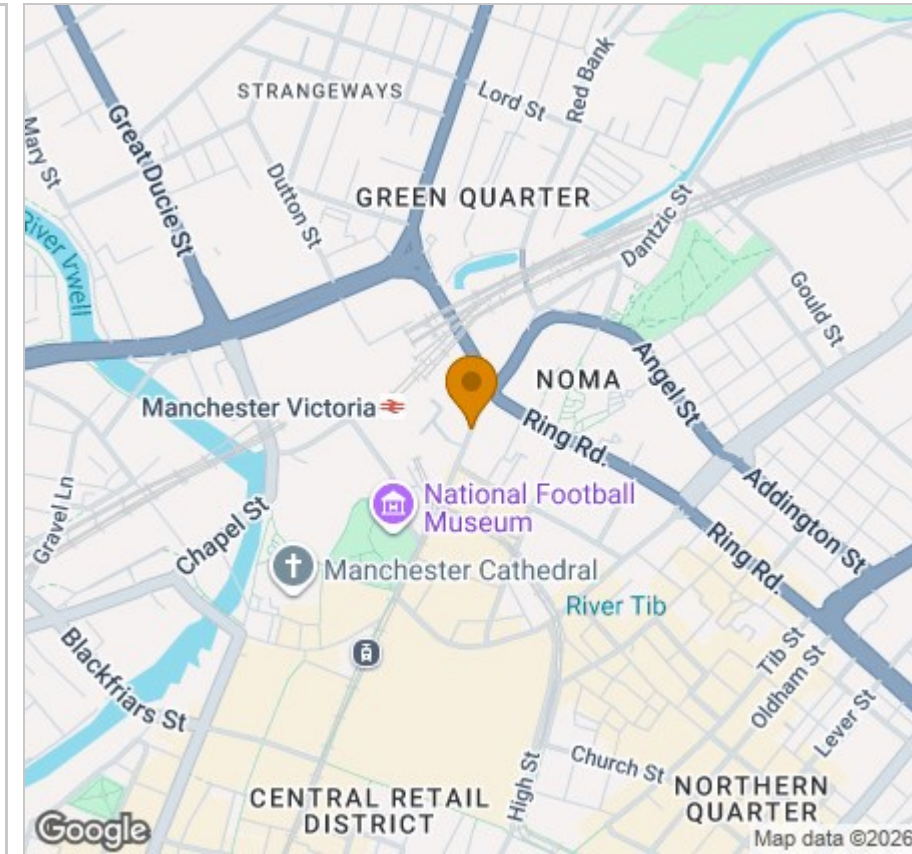 STRANGEWAYS
Lord St
Red Bank
Great Ducie St
Mary St
Dutton St
GREEN QUARTER
River Irwell
Dantzic St
Gould St
Angel St
NOMA
Manchester Victoria
Ring Rd.
Addington St
National Football
Museum
Gravel Ln
Chapel St
Manchester Cathedral
Ring Rd.
River Tib
Blackfriars St
Tib St
Oldham St
Lever St
High St
Church St
CENTRAL RETAIL
DISTRICT
NORTHERN
QUARTER
Google
Map data ©2026